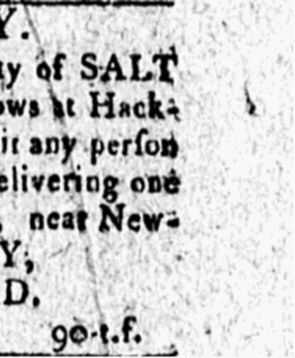 Y.
y of SALT
ows at Hack-
it any perſon
elivering one
, near New-
Y,
D.
90-t.f.